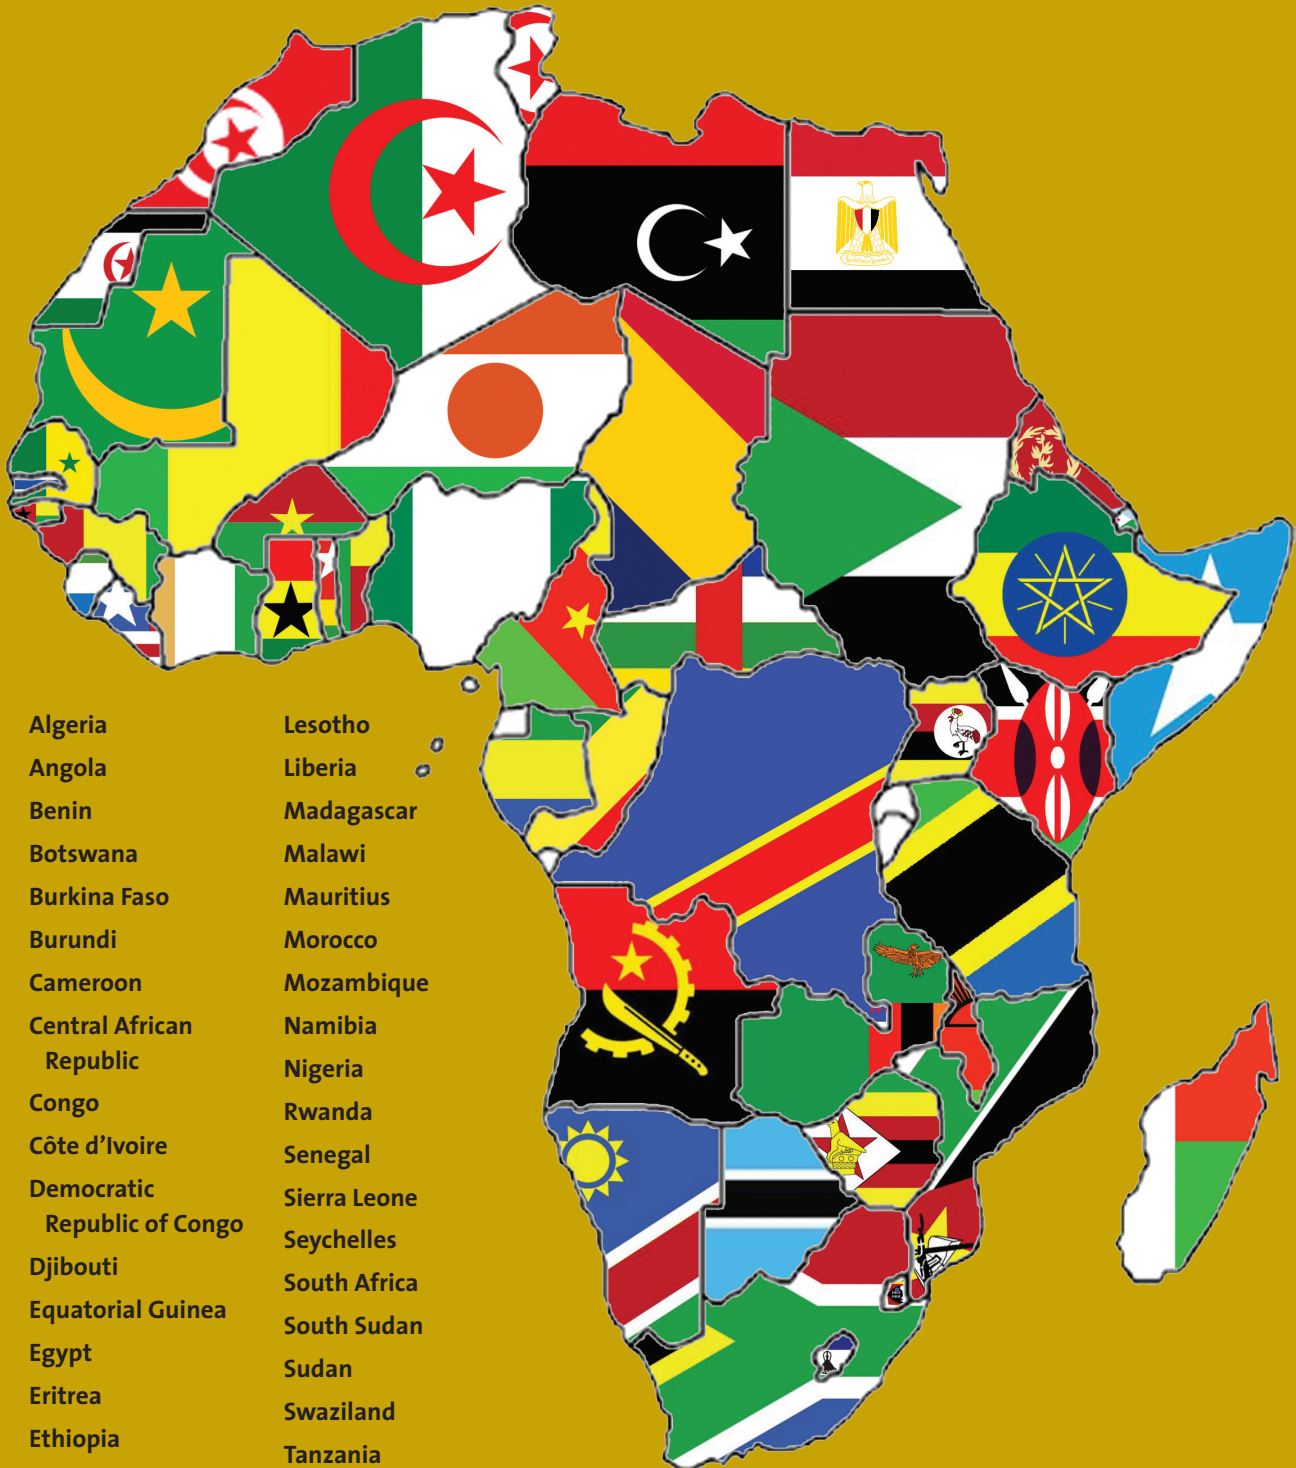 Algeria
Angola
Benin
Botswana
Burkina Faso
Burundi
Cameroon
Central African
Republic
Congo
Côte d’Ivoire
Democratic
Republic of Congo
Djibouti
Equatorial Guinea
Egypt
Eritrea
Ethiopia
Lesotho
Liberia
Madagascar
Malawi
Mauritius
Morocco
Mozambique
Namibia
Nigeria
Rwanda
Senegal
Sierra Leone
Seychelles
South Africa
South Sudan
Sudan
Swaziland
Tanzania